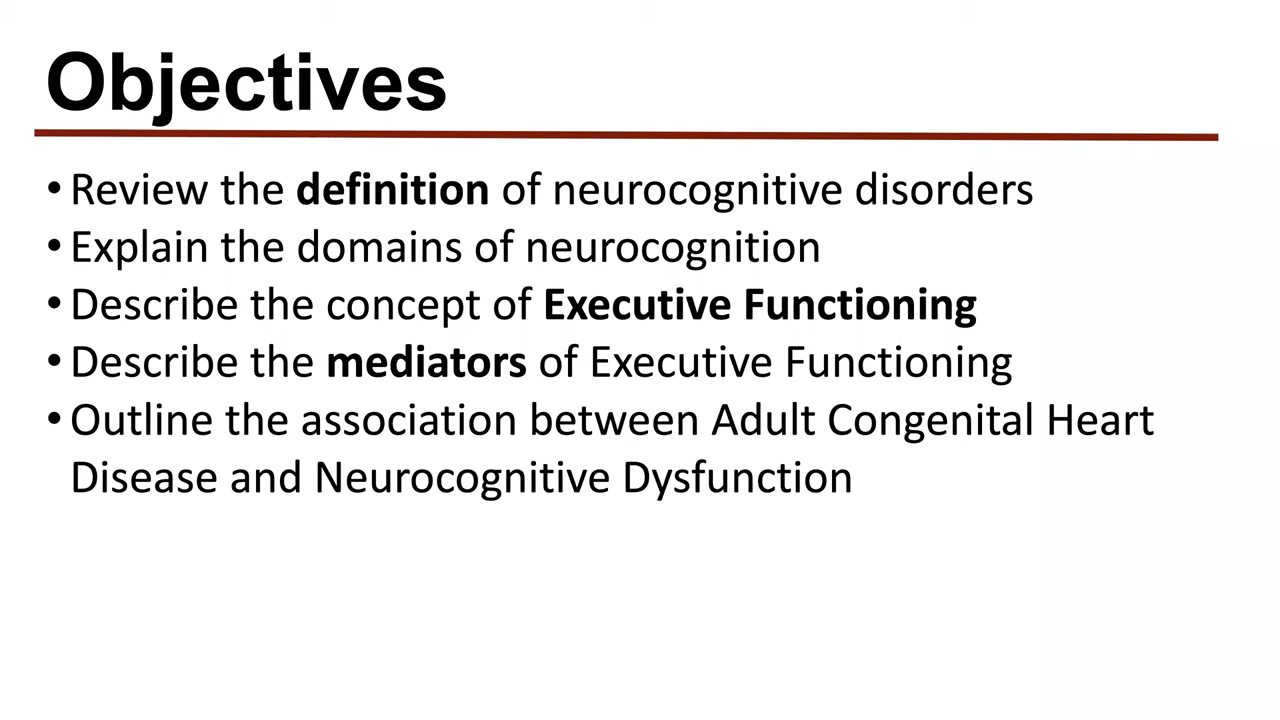 Objectives
• Review the definition of neurocognitive disorders
• Explain the domains of neurocognition
• Describe the concept of Executive Functioning
• Describe the mediators of Executive Functioning
• Outline the association between Adult Congenital Heart
Disease and Neurocognitive Dysfunction